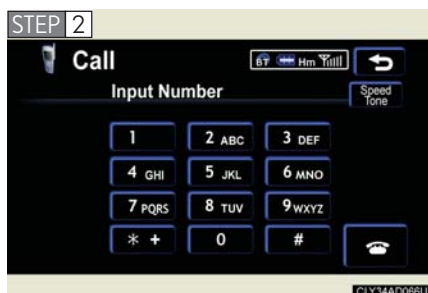 STEP 2
Call
BT Hm
Input Number
Speed
Tone
1 2 ABC 3 DEF
4 GHI 5 JKL 6 MNO
7 PQRS 8 TUV 9 WXYZ
* + 0 #
CLY34AD066U